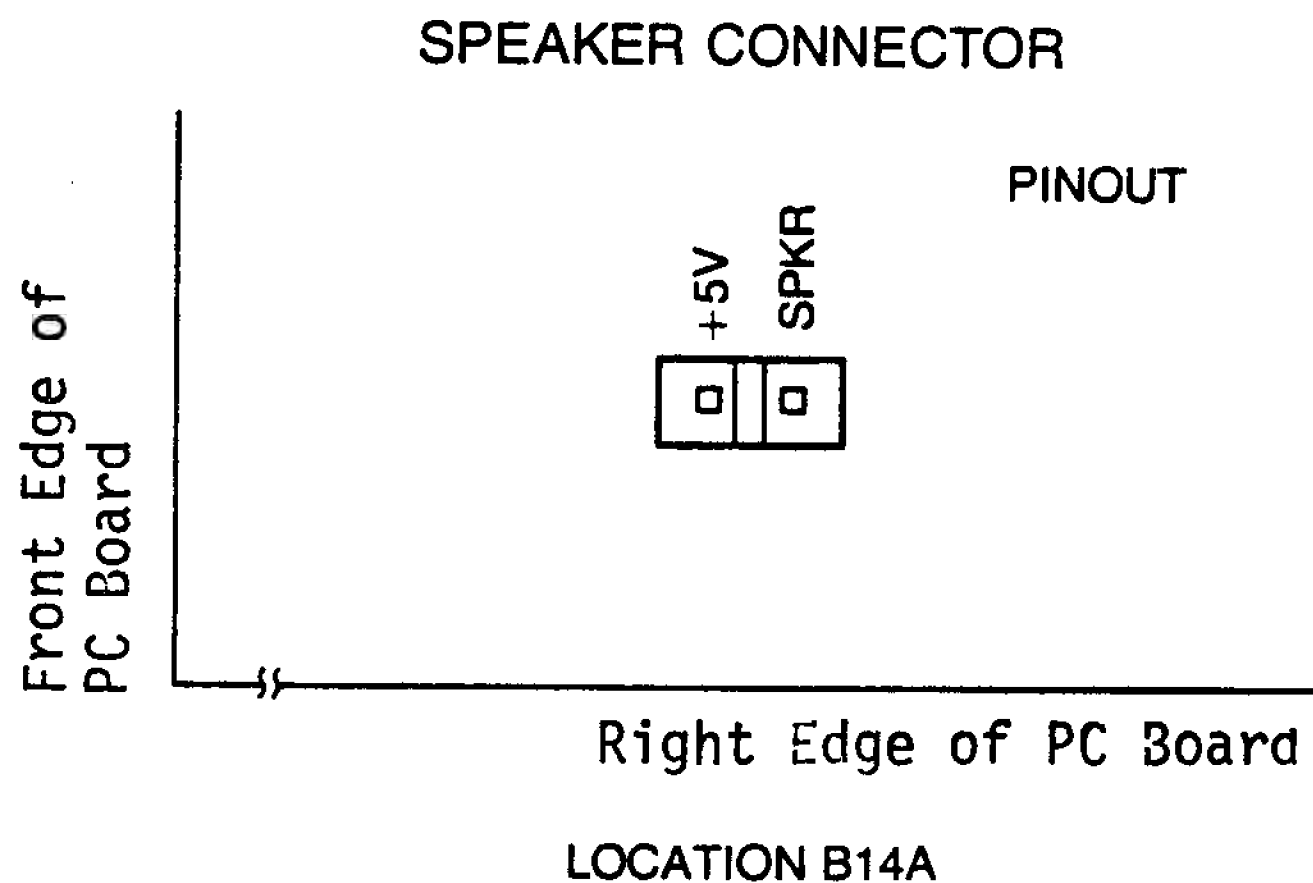 SPEAKER CONNECTOR
PINOUT
+5V
SPKR
Front Edge of
PC Board
Right Edge of PC Board
LOCATION B14A